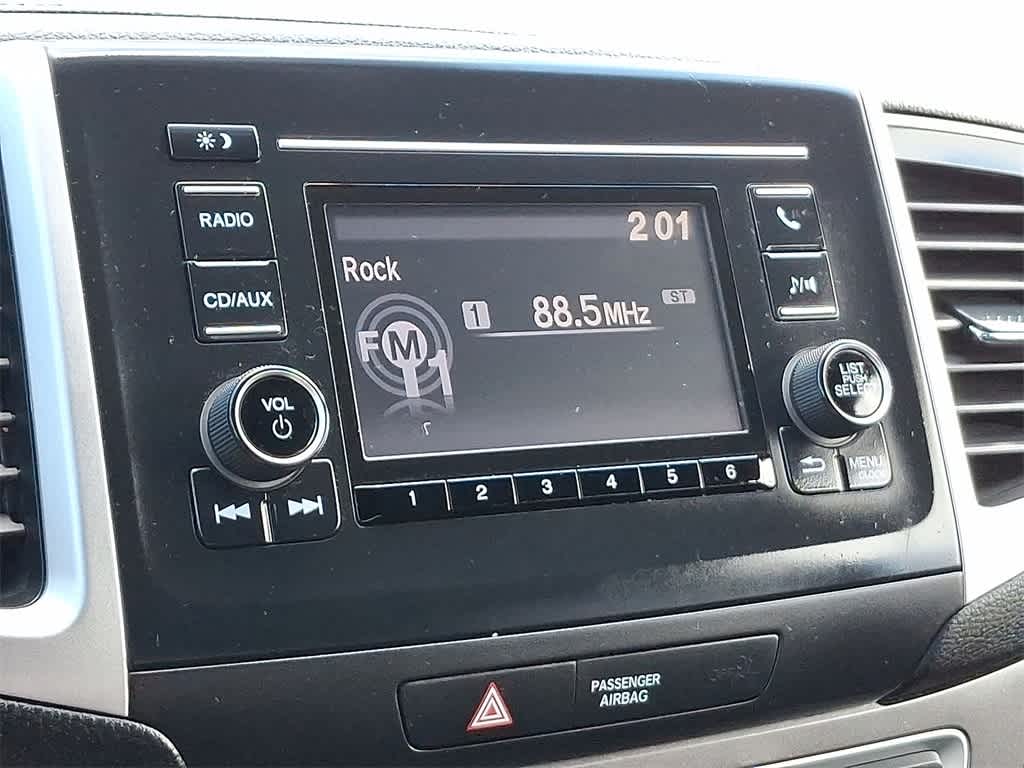 RADIO
CD/AUX
VOL
2 01
Rock
1 88.5MHz ST
FM 1
LIST
PUSH
SELECT
MENU
CLOCK
1 2 3 4 5 6
PASSENGER
AIRBAG